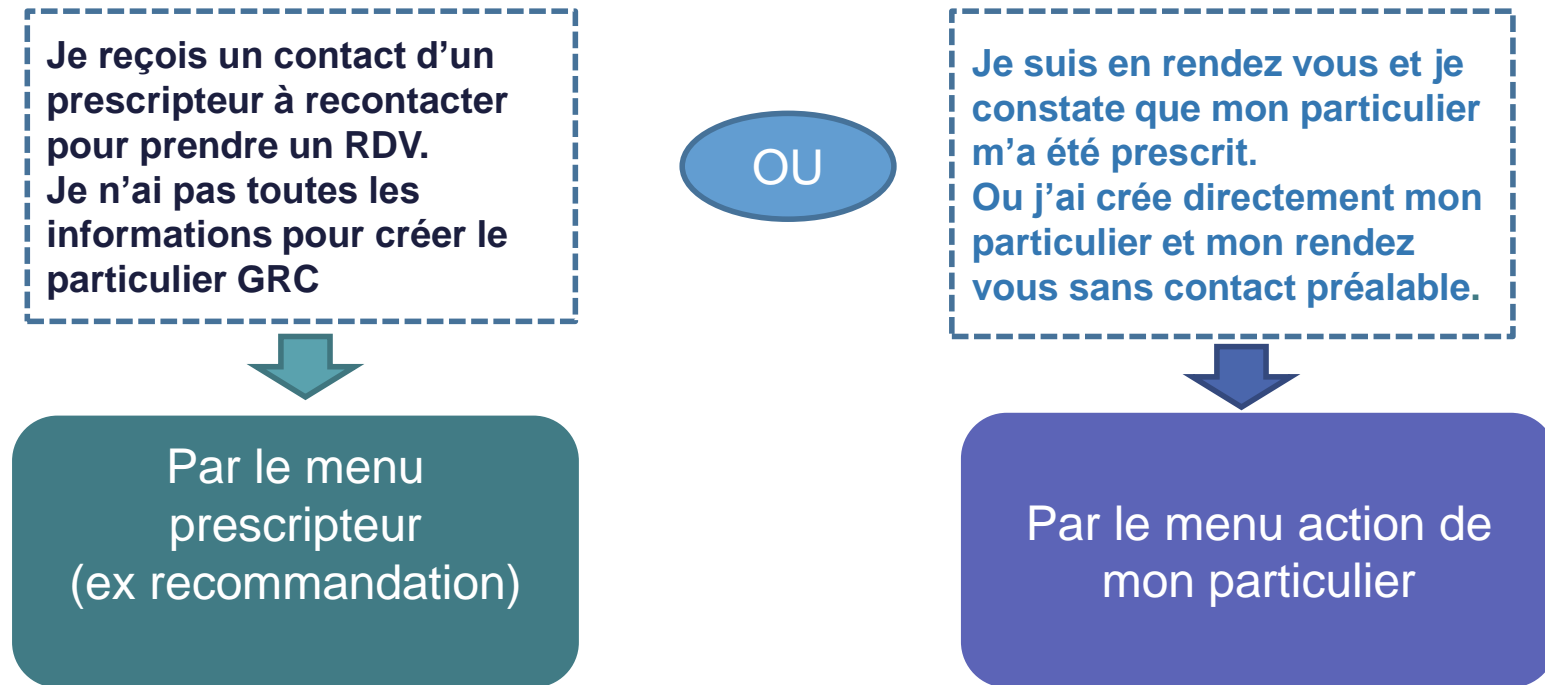 Je reçois un contact d’un
prescripteur à recontacter
pour prendre un RDV.
Je n’ai pas toutes les
informations pour créer le
particulier GRC
OU
Je suis en rendez vous et je
constate que mon particulier
m’a été prescrit.
Ou j’ai crée directement mon
particulier et mon rendez
vous sans contact préalable.
Par le menu
prescripteur
(ex recommandation)
Par le menu action de
mon particulier